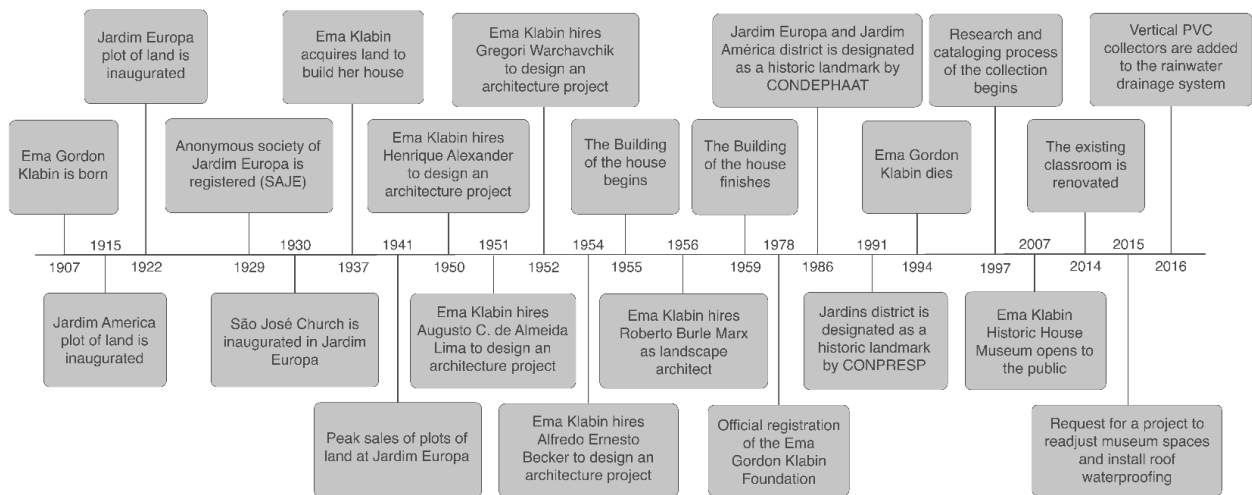 Jardim Europa
plot of land is
inaugurated
Ema Klabin
acquires land to
build her house
Ema Klabin hires
Gregori Warchavchik
to design an
architecture project
Jardim Europa and Jardim
América district is designated
as a historic landmark by
CONDEPHAAT
Research and
cataloging process
of the collection
begins
Vertical PVC
collectors are added
to the rainwater
drainage system
Ema Gordon
Klabin is born
Anonymous society of
Jardim Europa is
registered (SAJE)
Ema Klabin hires
Henrique Alexander
to design an
architecture project
The Building
of the house
begins
The Building
of the house
finishes
Ema Gordon
Klabin dies
The existing
classroom is
renovated
1915 1930 1941 1951 1954 1956 1978 1991 2007 2015
1907 1922 1929 1937 1950 1952 1955 1959 1986 1994 1997 2014 2016
Jardim America
plot of land is
inaugurated
São José Church is
inaugurated in Jardim
Europa
Ema Klabin hires
Augusto C. de Almeida
Lima to design an
architecture project
Ema Klabin hires
Roberto Burle Marx
as landscape
architect
Jardins district is
designated as a
historic landmark
by CONPRESP
Ema Klabin
Historic House
Museum opens to
the public
Peak sales of plots of
land at Jardim Europa
Ema Klabin hires
Alfredo Ernesto
Becker to design an
architecture project
Official registration
of the Ema
Gordon Klabin
Foundation
Request for a project to
readjust museum spaces
and install roof
waterproofing